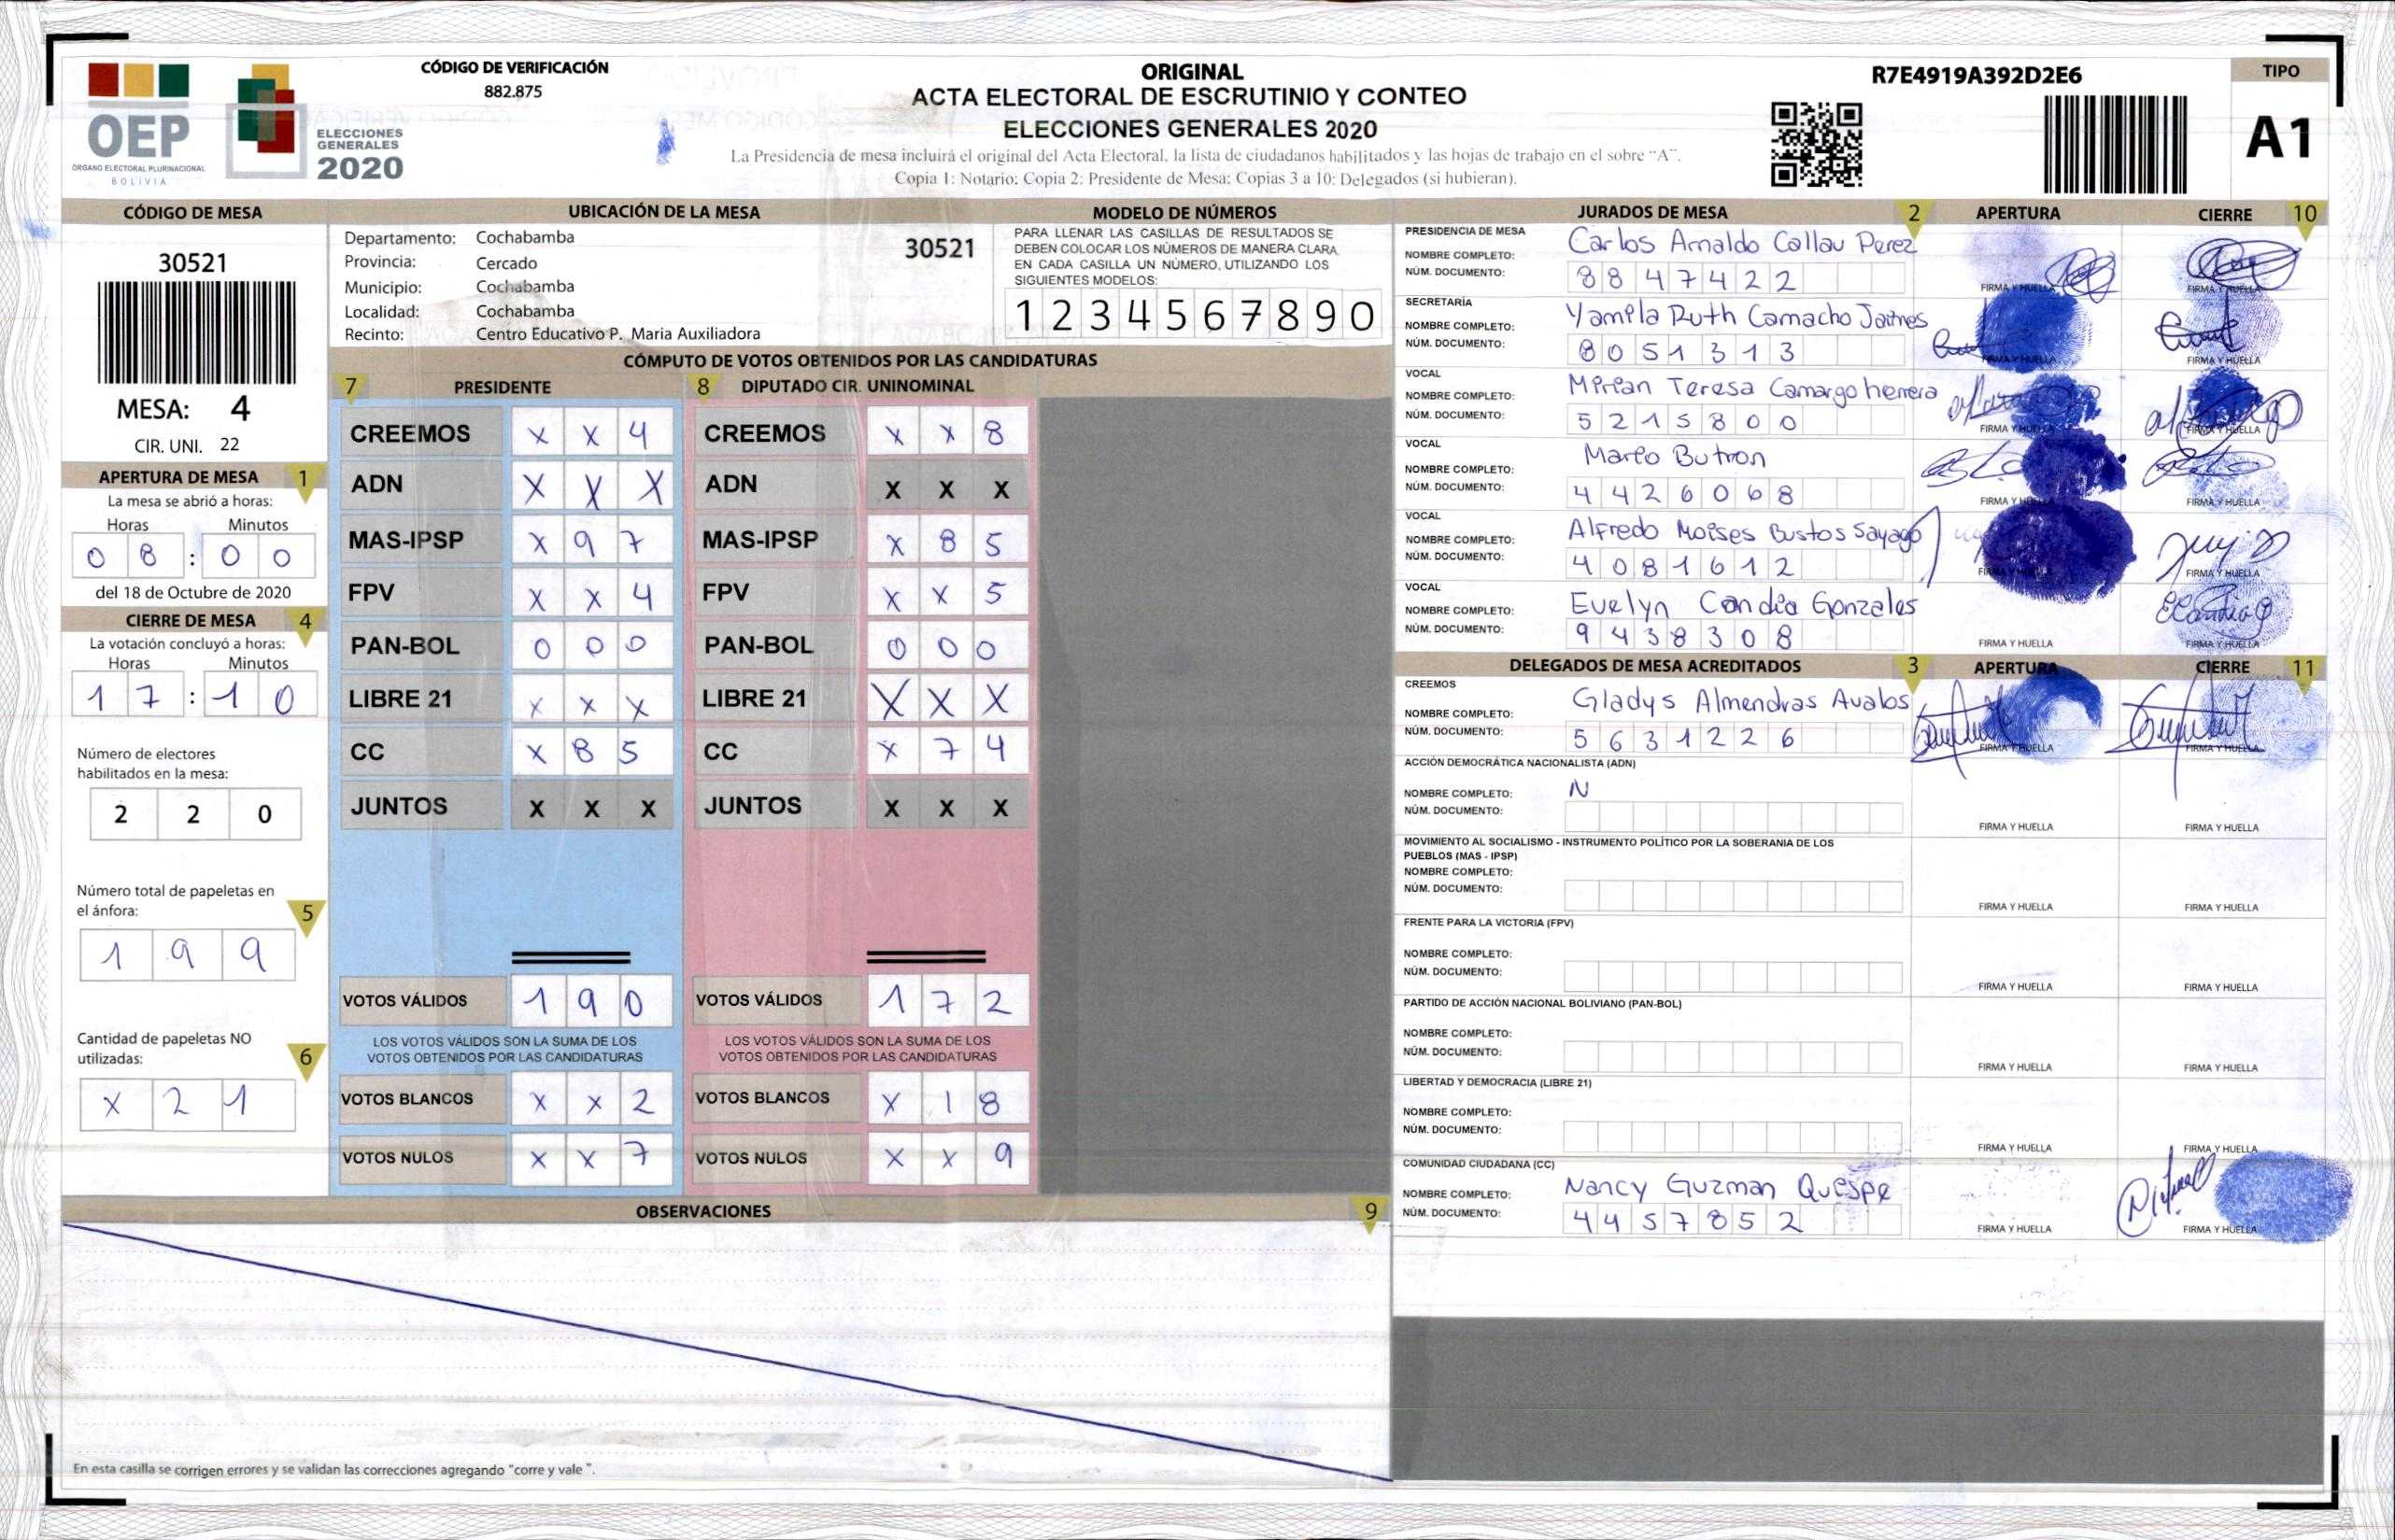 CÓDIGO DE VERIFICACIÓN
882.875
ORIGINAL
ACTA ELECTORAL DE ESCRUTINIO Y CONTEO
ELECCIONES GENERALES 2020
La Presidencia de mesa incluirá el original del Acta Electoral, la lista de ciudadanos habilitados y las hojas de trabajo en el sobre "A".
Copia 1: Notario; Copia 2: Presidente de Mesa; Copias 3 a 10: Delegados (si hubieran).
R7E4919A392D2E6
TIPO
A1
OEP
ÓRGANO ELECTORAL PLURINACIONAL
BOLIVIA
ELECCIONES
GENERALES
2020
CÓDIGO DE MESA
30521
MESA: 4
CIR. UNI. 22
APERTURA DE MESA 1
La mesa se abrió a horas:
Horas Minutos
0 8 : 0 0
del 18 de Octubre de 2020
CIERRE DE MESA 4
La votación concluyó a horas:
Horas Minutos
1 7 : 1 0
Número de electores
habilitados en la mesa:
2 2 0
Número total de papeletas en
el ánfora: 5
1 9 9
Cantidad de papeletas NO
utilizadas: 6
X 2 1
UBICACIÓN DE LA MESA
Departamento: Cochabamba
30521
Provincia: Cercado
Municipio: Cochabamba
Localidad: Cochabamba
Recinto: Centro Educativo P. Maria Auxiliadora
MODELO DE NÚMEROS
PARA LLENAR LAS CASILLAS DE RESULTADOS SE
DEBEN COLOCAR LOS NÚMEROS DE MANERA CLARA,
EN CADA CASILLA UN NÚMERO, UTILIZANDO LOS
SIGUIENTES MODELOS:
1 2 3 4 5 6 7 8 9 0
CÓMPUTO DE VOTOS OBTENIDOS POR LAS CANDIDATURAS
7 PRESIDENTE
CREEMOS X X 4
ADN X X X
MAS-IPSP X 9 7
FPV X X 4
PAN-BOL 0 0 0
LIBRE 21 X X X
CC X 8 5
JUNTOS X X X
VOTOS VÁLIDOS 1 9 0
LOS VOTOS VÁLIDOS SON LA SUMA DE LOS
VOTOS OBTENIDOS POR LAS CANDIDATURAS
VOTOS BLANCOS X X 2
VOTOS NULOS X X 7
8 DIPUTADO CIR. UNINOMINAL
CREEMOS X X 8
ADN X X X
MAS-IPSP X 8 5
FPV X X 5
PAN-BOL 0 0 0
LIBRE 21 X X X
CC X 7 4
JUNTOS X X X
VOTOS VÁLIDOS 1 7 2
LOS VOTOS VÁLIDOS SON LA SUMA DE LOS
VOTOS OBTENIDOS POR LAS CANDIDATURAS
VOTOS BLANCOS X 1 8
VOTOS NULOS X X 9
OBSERVACIONES 9
En esta casilla se corrigen errores y se validan las correcciones agregando "corre y vale ".
JURADOS DE MESA 2 APERTURA CIERRE 10
PRESIDENCIA DE MESA
NOMBRE COMPLETO: Carlos Arnaldo Callau Perez
NÚM. DOCUMENTO: 8847422
FIRMA Y HUELLA FIRMA Y HUELLA
SECRETARÍA
NOMBRE COMPLETO: Yamila Ruth Camacho Jaimes
NÚM. DOCUMENTO: 8051313
FIRMA Y HUELLA FIRMA Y HUELLA
VOCAL
NOMBRE COMPLETO: Mirian Teresa Camargo herrera
NÚM. DOCUMENTO: 5215800
FIRMA Y HUELLA FIRMA Y HUELLA
VOCAL
NOMBRE COMPLETO: Mario Butron
NÚM. DOCUMENTO: 4426068
FIRMA Y HUELLA FIRMA Y HUELLA
VOCAL
NOMBRE COMPLETO: Alfredo Moises Bustos Sayago
NÚM. DOCUMENTO: 4081612
FIRMA Y HUELLA FIRMA Y HUELLA
VOCAL
NOMBRE COMPLETO: Evelyn Candia Gonzales
NÚM. DOCUMENTO: 9438308
FIRMA Y HUELLA FIRMA Y HUELLA
DELEGADOS DE MESA ACREDITADOS 3 APERTURA CIERRE 11
CREEMOS
NOMBRE COMPLETO: Gladys Almendras Avalos
NÚM. DOCUMENTO: 5631226
FIRMA Y HUELLA FIRMA Y HUELLA
ACCIÓN DEMOCRÁTICA NACIONALISTA (ADN)
NOMBRE COMPLETO: N
NÚM. DOCUMENTO:
FIRMA Y HUELLA FIRMA Y HUELLA
MOVIMIENTO AL SOCIALISMO - INSTRUMENTO POLÍTICO POR LA SOBERANIA DE LOS
PUEBLOS (MAS - IPSP)
NOMBRE COMPLETO:
NÚM. DOCUMENTO:
FIRMA Y HUELLA FIRMA Y HUELLA
FRENTE PARA LA VICTORIA (FPV)
NOMBRE COMPLETO:
NÚM. DOCUMENTO:
FIRMA Y HUELLA FIRMA Y HUELLA
PARTIDO DE ACCIÓN NACIONAL BOLIVIANO (PAN-BOL)
NOMBRE COMPLETO:
NÚM. DOCUMENTO:
FIRMA Y HUELLA FIRMA Y HUELLA
LIBERTAD Y DEMOCRACIA (LIBRE 21)
NOMBRE COMPLETO:
NÚM. DOCUMENTO:
FIRMA Y HUELLA FIRMA Y HUELLA
COMUNIDAD CIUDADANA (CC)
NOMBRE COMPLETO: Nancy Guzman Quispe
NÚM. DOCUMENTO: 4457852
FIRMA Y HUELLA FIRMA Y HUELLA